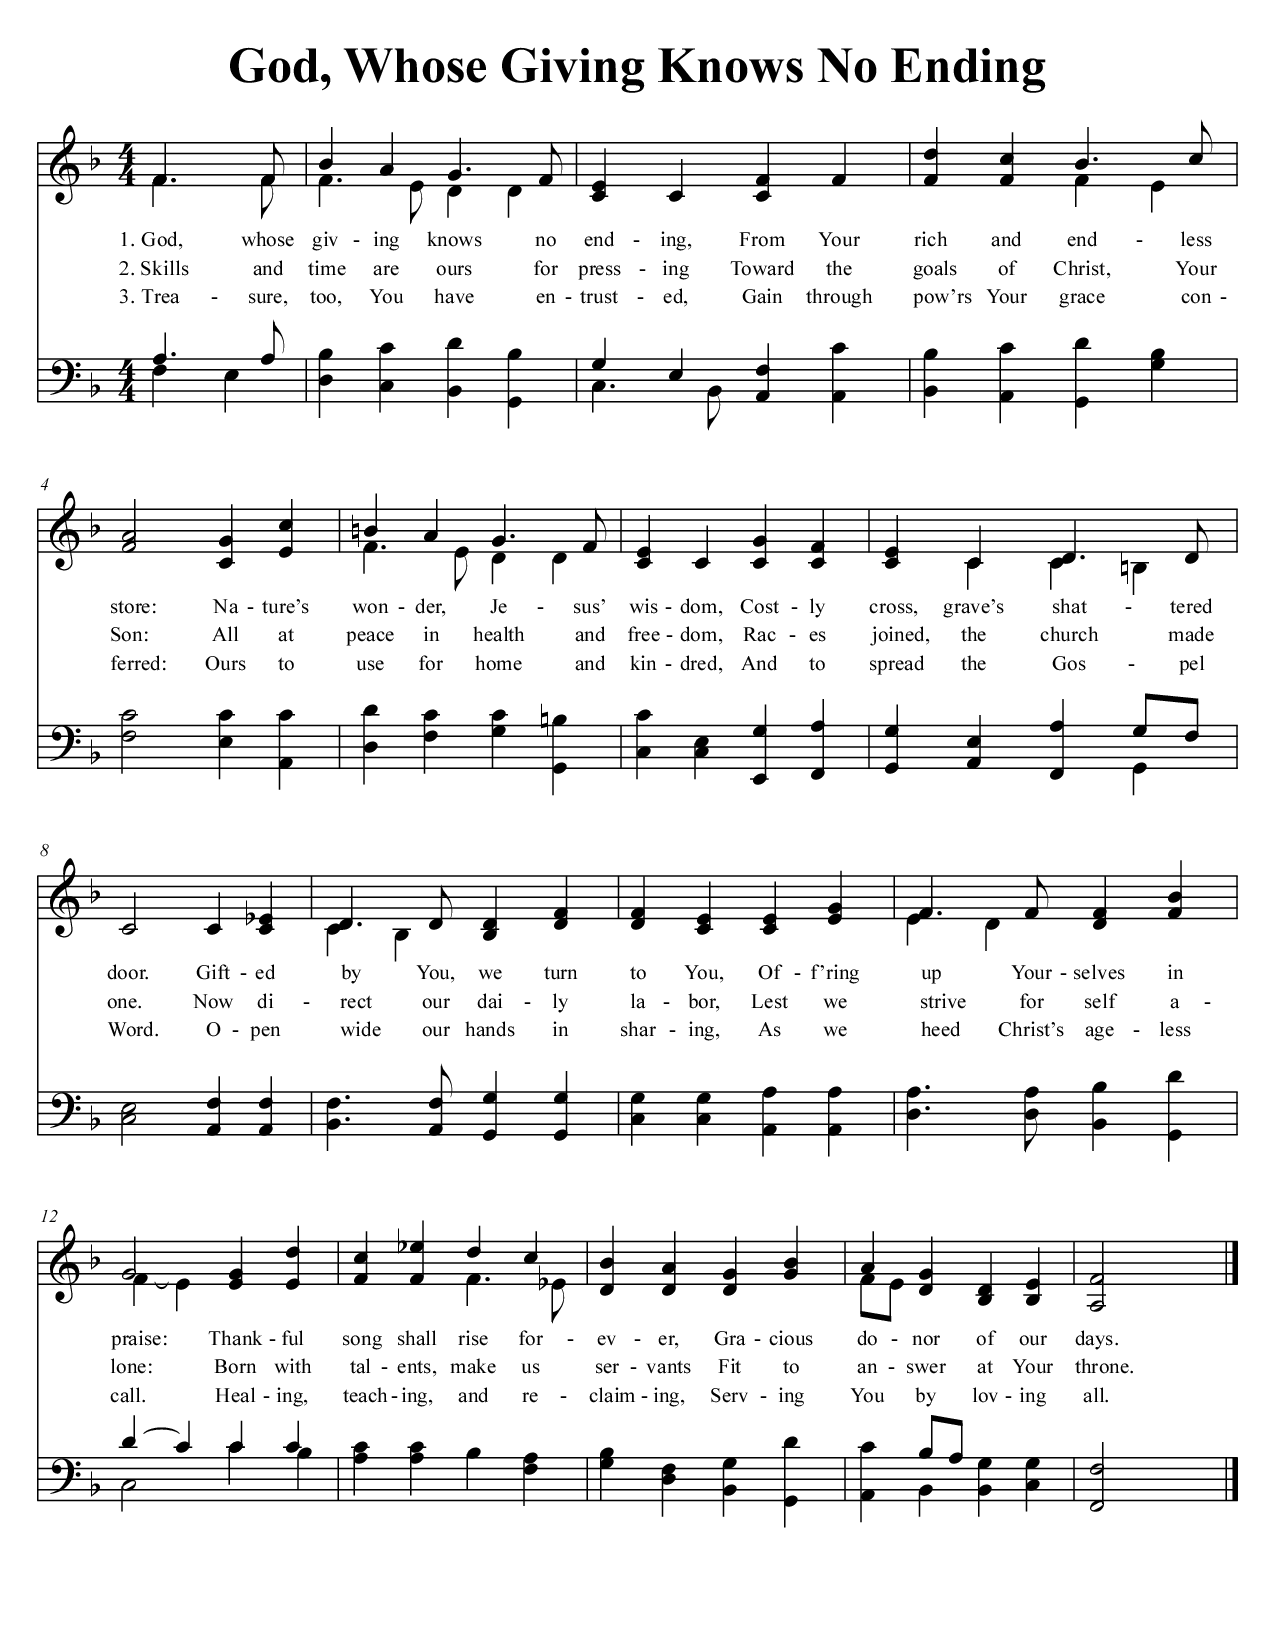 God, Whose Giving Knows No Ending
1. God, whose giv - ing knows no end - ing, From Your rich and end - less
2. Skills and time are ours for press - ing Toward the goals of Christ, Your
3. Trea - sure, too, You have en - trust - ed, Gain through pow'rs Your grace con -
4
store: Na - ture's won - der, Je - sus' wis - dom, Cost - ly cross, grave's shat - tered
Son: All at peace in health and free - dom, Rac - es joined, the church made
ferred: Ours to use for home and kin - dred, And to spread the Gos - pel
8
door. Gift - ed by You, we turn to You, Of - f'ring up Your - selves in
one. Now di - rect our dai - ly la - bor, Lest we strive for self a -
Word. O - pen wide our hands in shar - ing, As we heed Christ's age - less
12
praise: Thank - ful song shall rise for - ev - er, Gra - cious do - nor of our days.
lone: Born with tal - ents, make us ser - vants Fit to an - swer at Your throne.
call. Heal - ing, teach - ing, and re - claim - ing, Serv - ing You by lov - ing all.